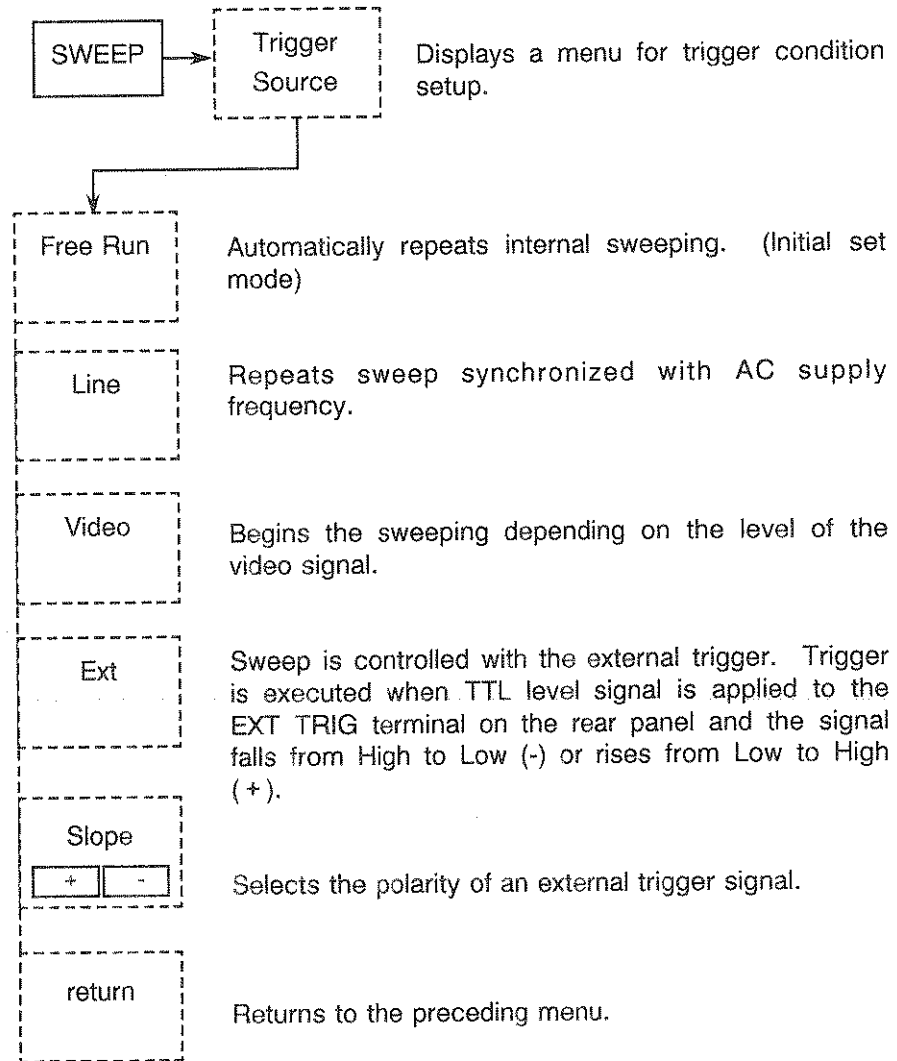 SWEEP
Trigger
Source
Displays a menu for trigger condition
setup.
Free Run
Automatically repeats internal sweeping. (Initial set
mode)
Line
Repeats sweep synchronized with AC supply
frequency.
Video
Begins the sweeping depending on the level of the
video signal.
Ext
Sweep is controlled with the external trigger. Trigger
is executed when TTL level signal is applied to the
EXT TRIG terminal on the rear panel and the signal
falls from High to Low (-) or rises from Low to High
(+).
Slope
+ -
Selects the polarity of an external trigger signal.
return
Returns to the preceding menu.